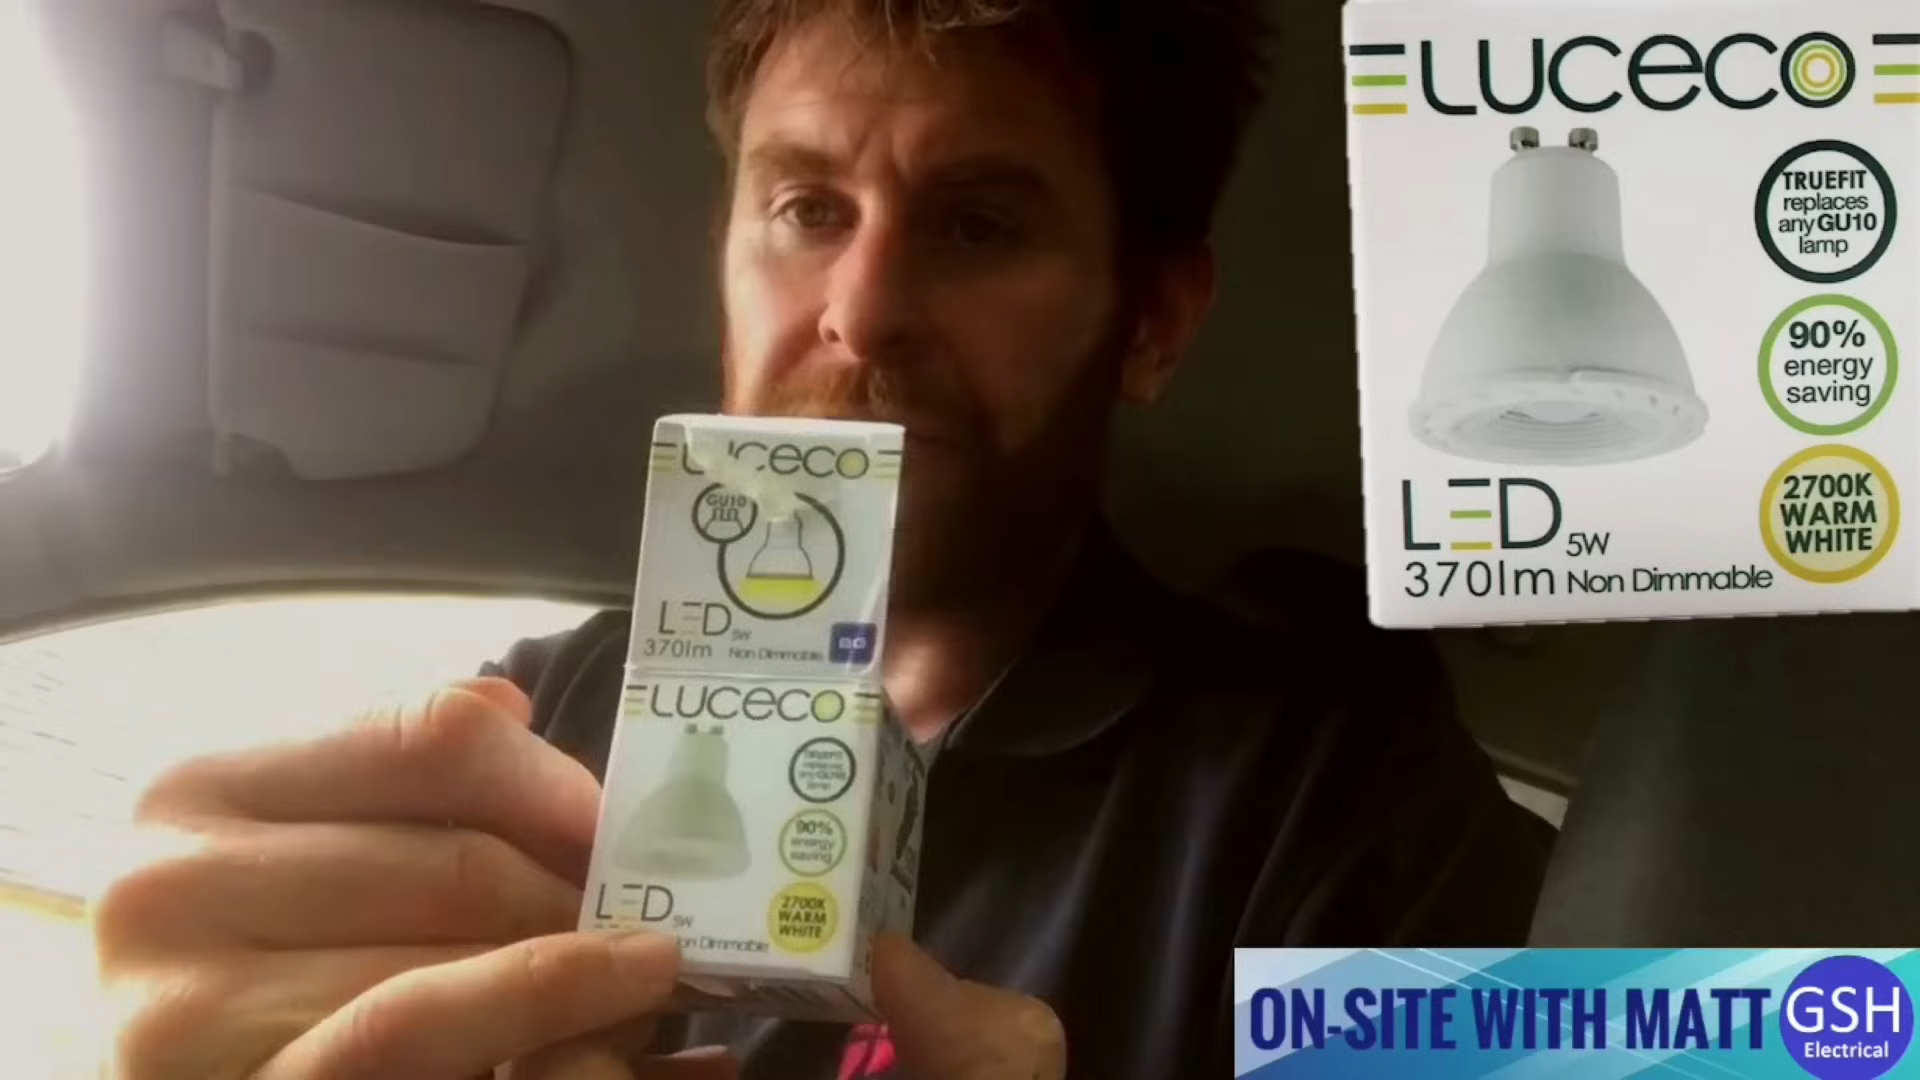 LUCECO
TRUEFIT
replaces
any GU10
lamp
90%
energy
saving
2700K
WARM
WHITE
LED 5W
370lm Non Dimmable
LUCECO
GU10
LED 5W
370lm Non Dimmable
BG
LUCECO
90%
energy
saving
LED 5W
2700K
WARM
WHITE
Non Dimmable
ON-SITE WITH MATT
GSH
Electrical